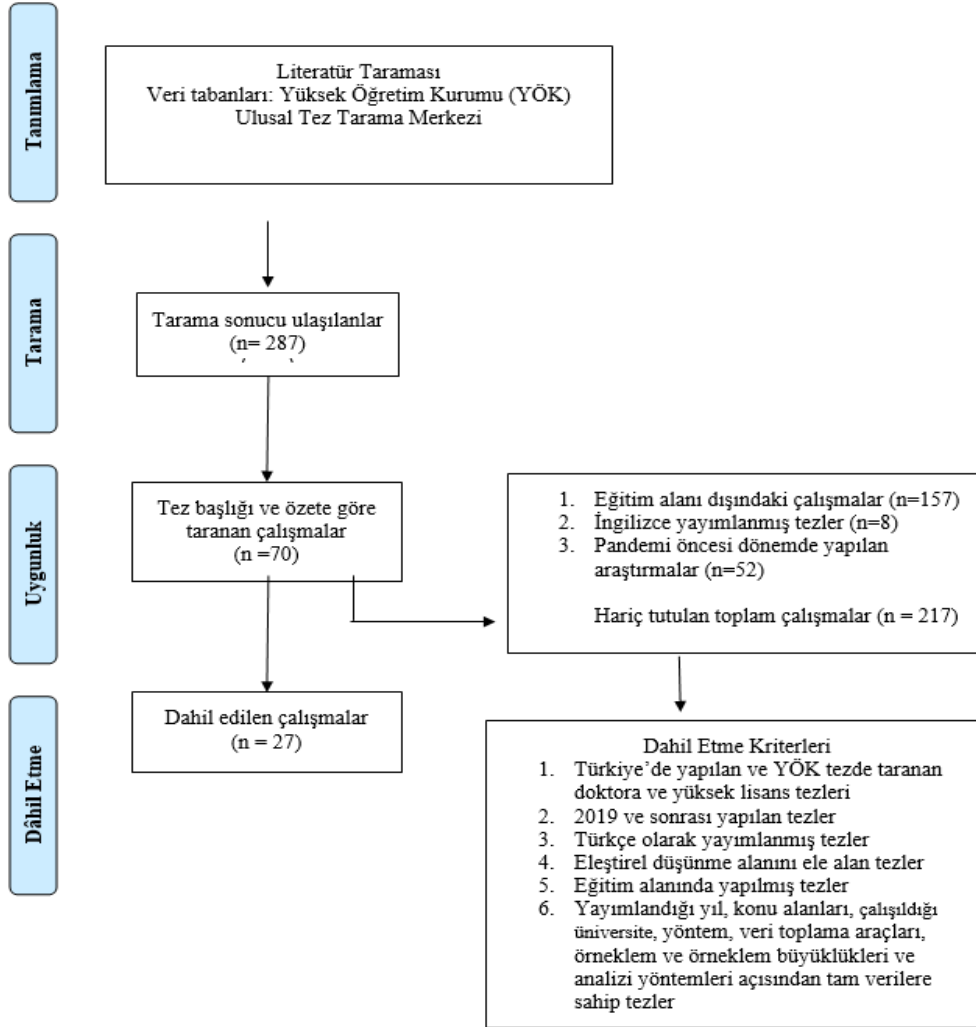 Tanımlama
Literatür Taraması
Veri tabanları: Yüksek Öğretim Kurumu (YÖK)
Ulusal Tez Tarama Merkezi
Tarama
Tarama sonucu ulaşılanlar
(n= 287)
Uygunluk
Tez başlığı ve özete göre
taranan çalışmalar
(n =70)
1. Eğitim alanı dışındaki çalışmalar (n=157)
2. İngilizce yayımlanmış tezler (n=8)
3. Pandemi öncesi dönemde yapılan
araştırmalar (n=52)
Hariç tutulan toplam çalışmalar (n = 217)
Dâhil Etme
Dahil edilen çalışmalar
(n = 27)
Dahil Etme Kriterleri
1. Türkiye’de yapılan ve YÖK tezde taranan
doktora ve yüksek lisans tezleri
2. 2019 ve sonrası yapılan tezler
3. Türkçe olarak yayımlanmış tezler
4. Eleştirel düşünme alanını ele alan tezler
5. Eğitim alanında yapılmış tezler
6. Yayımlandığı yıl, konu alanları, çalışıldığı
üniversite, yöntem, veri toplama araçları,
örneklem ve örneklem büyüklükleri ve
analizi yöntemleri açısından tam verilere
sahip tezler